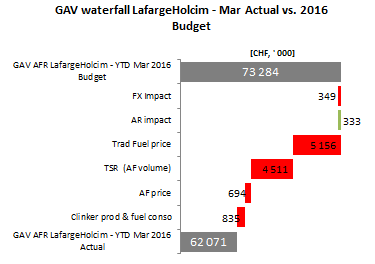 GAV waterfall LafargeHolcim - Mar Actual vs. 2016
Budget
[CHF, ' 000]
GAV AFR LafargeHolcim - YTD Mar 2016
Budget
73 284
FX Impact
349
AR impact
333
Trad Fuel price
5 156
TSR (AF volume)
4 511
AF price
694
Clinker prod & fuel conso
835
GAV AFR LafargeHolcim - YTD Mar 2016
Actual
62 071